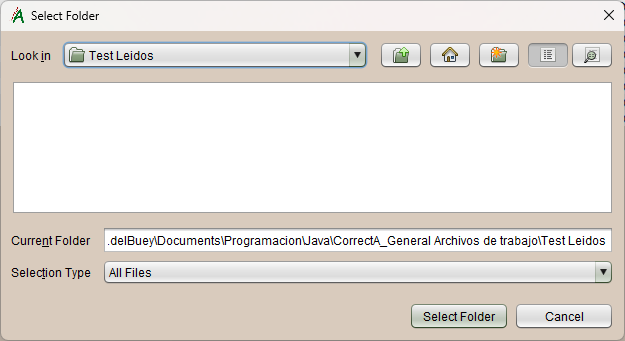 Select Folder
Look in Test Leidos
Current Folder .delBuey\Documents\Programacion\Java\CorrectA_General Archivos de trabajo\Test Leidos
Selection Type All Files
Select Folder Cancel